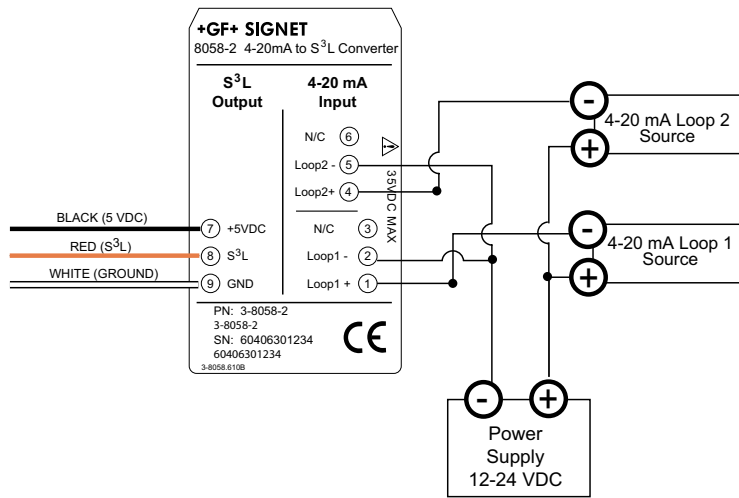 +GF+ SIGNET
8058-2 4-20mA to S³L Converter
S³L
Output
4-20 mA
Input
N/C 6
Loop2 - 5
Loop2+ 4
N/C 3
Loop1 - 2
Loop1 + 1
35VDC MAX
!
BLACK (5 VDC)
7 +5VDC
RED (S³L)
8 S³L
WHITE (GROUND)
9 GND
PN: 3-8058-2
3-8058-2
SN: 60406301234
60406301234
3-8058.610B
CE
-
4-20 mA Loop 2
Source
+
-
4-20 mA Loop 1
Source
+
- +
Power
Supply
12-24 VDC